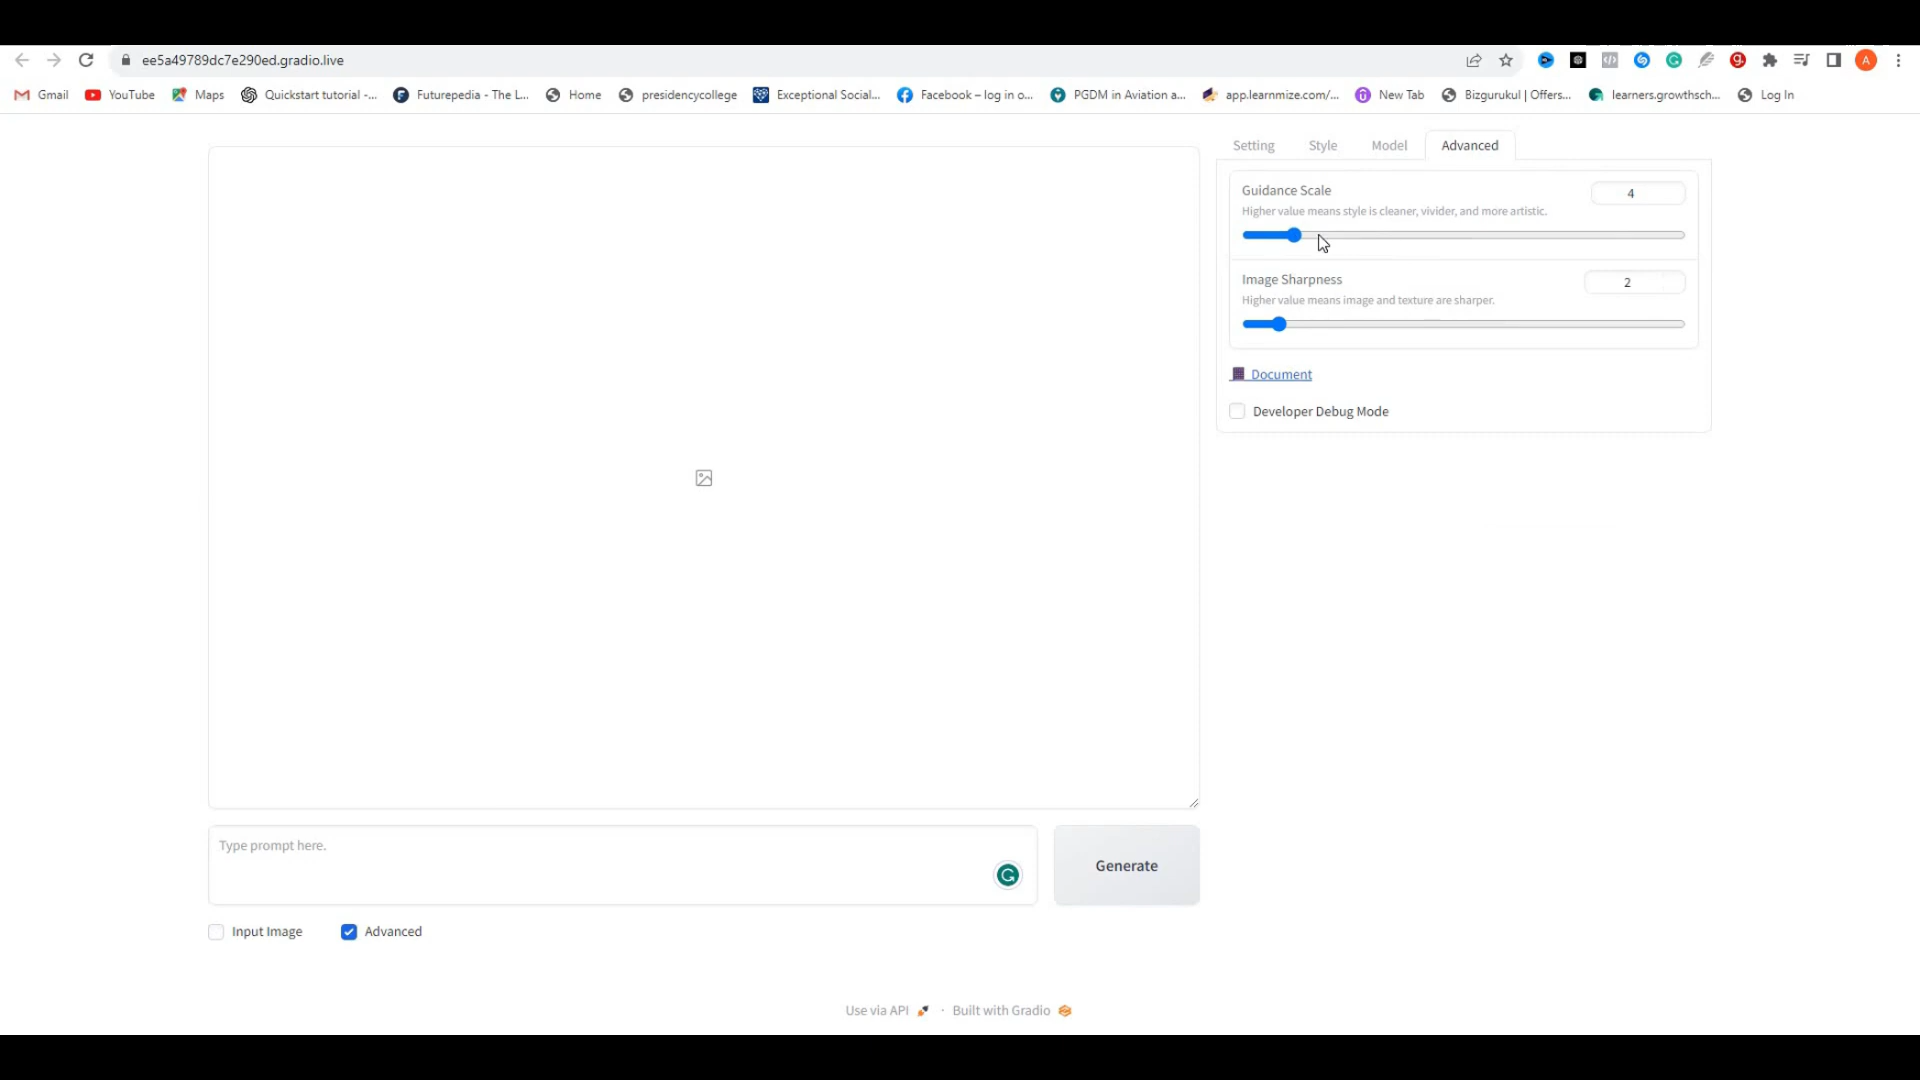 ee5a49789dc7e290ed.gradio.live
A
Gmail YouTube Maps Quickstart tutorial -... Futurepedia - The L... Home presidencycollege Exceptional Social... Facebook – log in o... PGDM in Aviation a... app.learnmize.com/... New Tab Bizgurukul | Offers... learners.growthsch... Log In
Setting Style Model Advanced
Guidance Scale 4
Higher value means style is cleaner, vivider, and more artistic.
Image Sharpness 2
Higher value means image and texture are sharper.
Document
Developer Debug Mode
Type prompt here.
Generate
Input Image Advanced
Use via API · Built with Gradio